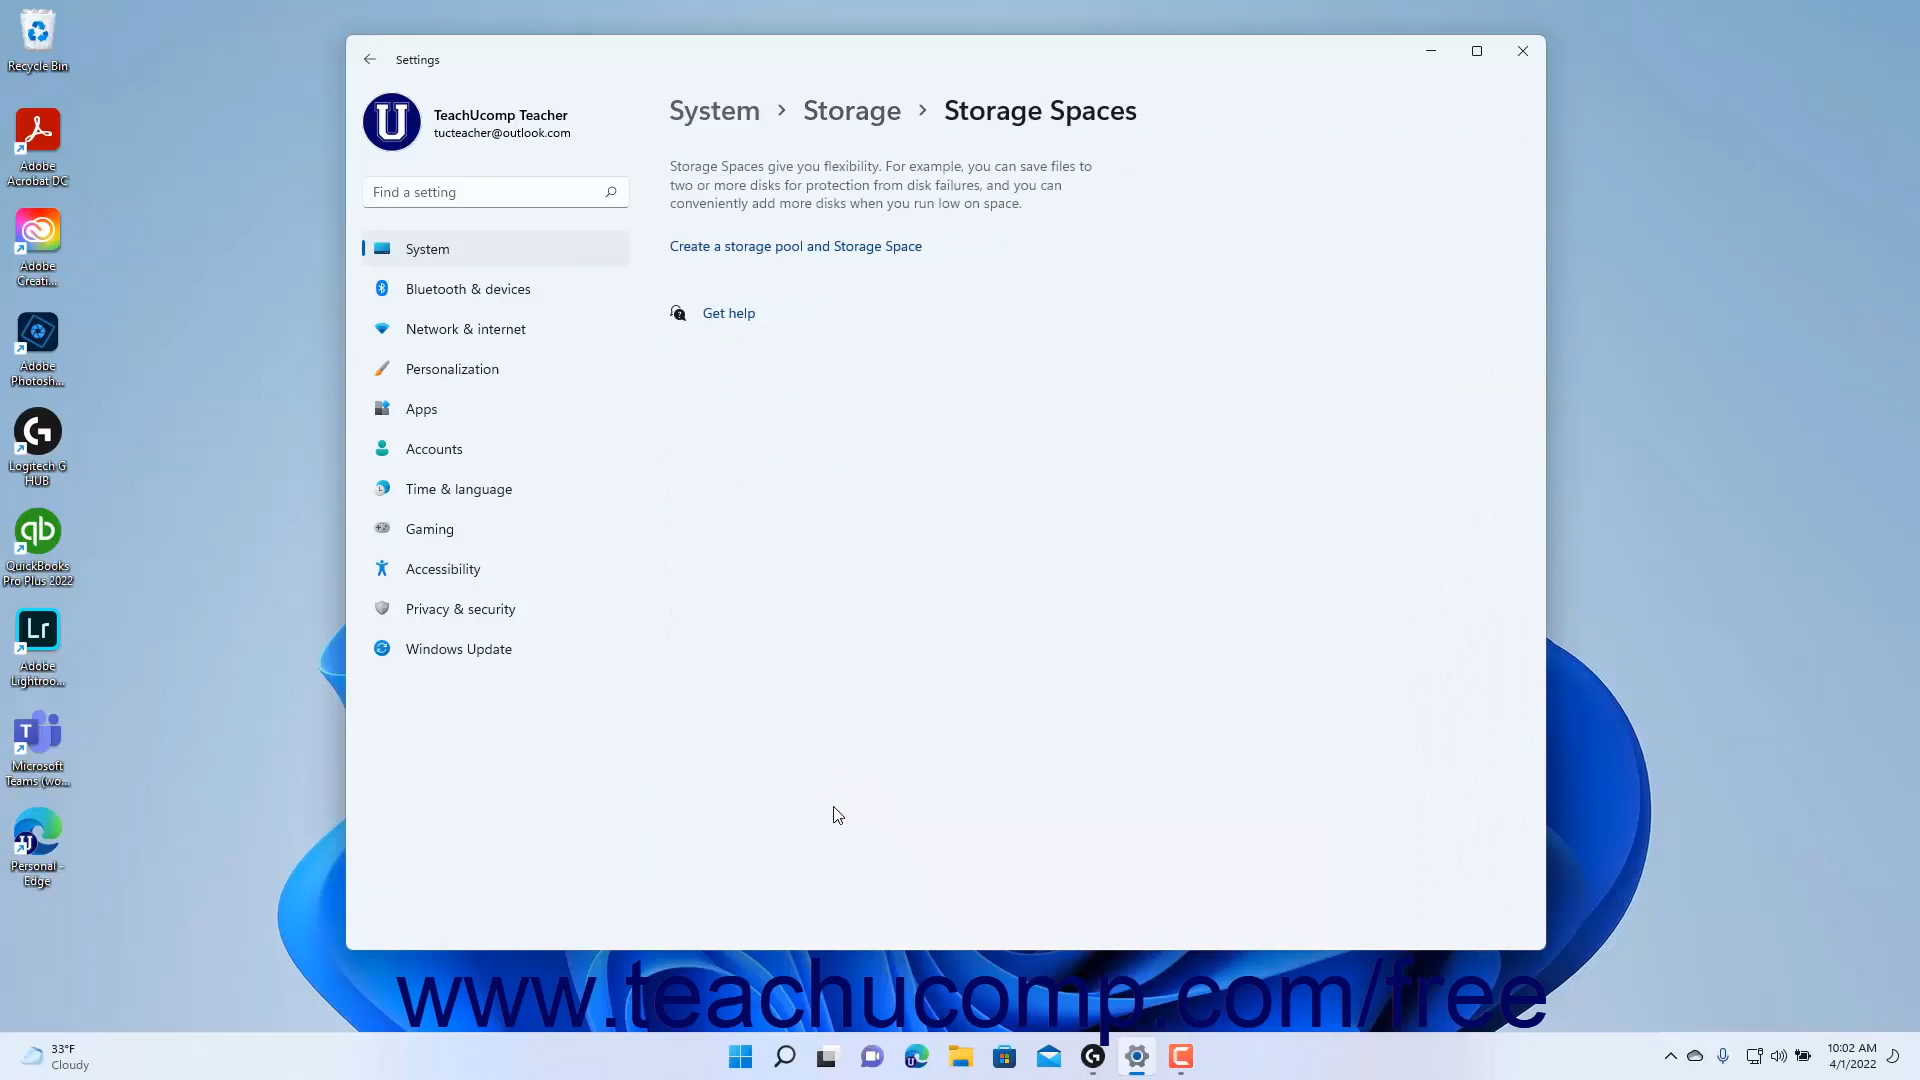 Recycle Bin
Adobe
Acrobat DC
Adobe
Creati...
Adobe
Photosh...
Logitech G
HUB
QuickBooks
Pro Plus 2022
Lr
Adobe
Lightroo...
T
Microsoft
Teams (wo...
U
Personal -
Edge
Settings
U
TeachUcomp Teacher
tucteacher@outlook.com
Find a setting
System
Bluetooth & devices
Network & internet
Personalization
Apps
Accounts
Time & language
Gaming
Accessibility
Privacy & security
Windows Update
System > Storage > Storage Spaces
Storage Spaces give you flexibility. For example, you can save files to
two or more disks for protection from disk failures, and you can
conveniently add more disks when you run low on space.
Create a storage pool and Storage Space
Get help
www.teachucomp.com/free
33°F
Cloudy
10:02 AM
4/1/2022